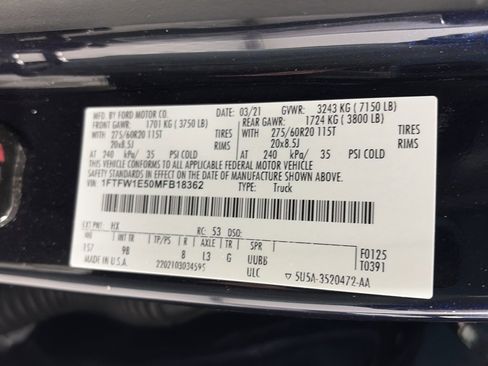 MFD. BY FORD MOTOR CO. 03/21 GVWR: 3243 KG ( 7150 LB)
FRONT GAWR: 1701 KG ( 3750 LB) REAR GAWR: 1724 KG ( 3800 LB)
WITH 275/60R20 115T TIRES WITH 275/60R20 115T TIRES
20x8.5J RIMS 20x8.5J RIMS
AT 240 kPa/ 35 PSI COLD AT 240 kPa/ 35 PSI COLD
THIS VEHICLE CONFORMS TO ALL APPLICABLE FEDERAL MOTOR VEHICLE
SAFETY STANDARDS IN EFFECT ON THE DATE OF MANUFACTURE SHOWN ABOVE.
VIN: 1FTFW1E50MFB18362 TYPE: Truck
EXT PNT: HX RC: 53 DSO: F0125
WB INT TR TP/PS R AXLE TR SPR T0391
157 9B B L3 G UUBB
MADE IN U.S.A. 2202103034595 ULC ▽ 5U5A-3520472-AA